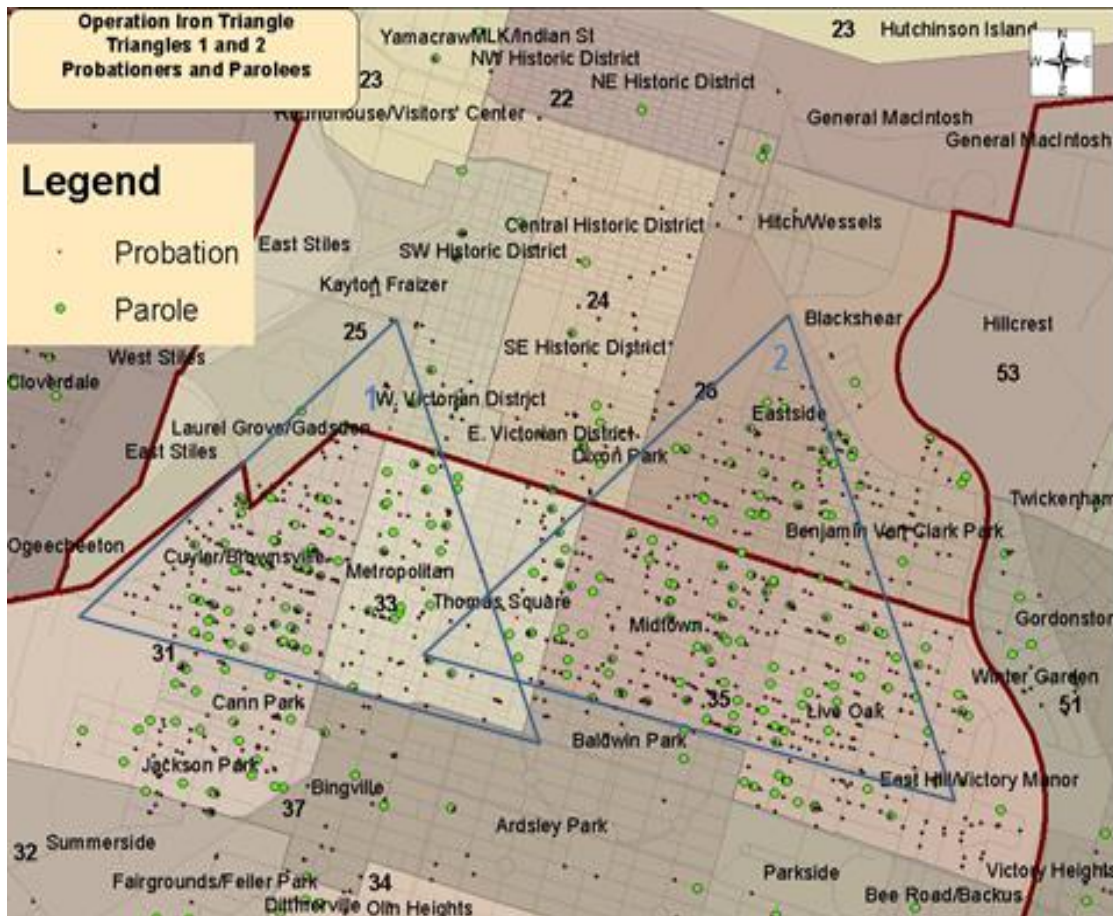 Operation Iron Triangle
Triangles 1 and 2
Probationers and Parolees
23 Hutchinson Island
N
W E
S
Yamacraw MLK/Indian St
NW Historic District
23
NE Historic District
22
Roundhouse/Visitors' Center
General MacIntosh
General MacIntosh
Legend
Probation
Parole
Central Historic District
Hitch/Wessels
East Stiles
SW Historic District
Kayton Fraizer
24
25
Blackshear
Hillcrest
SE Historic District
West Stiles
2
53
Cloverdale
26
1
W. Victorian District
Eastside
Laurel Grove/Gadsden
E. Victorian District
East Stiles
Dixon Park
Twickenham
Benjamin Van Clark Park
Ogeecheeton
Cuyler/Brownsville
Metropolitan
33
Thomas Square
Midtown
Gordonston
31
Winter Garden
Cann Park
35
51
Live Oak
Baldwin Park
Jackson Park
East Hill/Victory Manor
Bingville
37
Ardsley Park
Summerside
32
Parkside
Victory Heights
Fairgrounds/Feiler Park
34
Bee Road/Backus
Dittmerville
Olin Heights